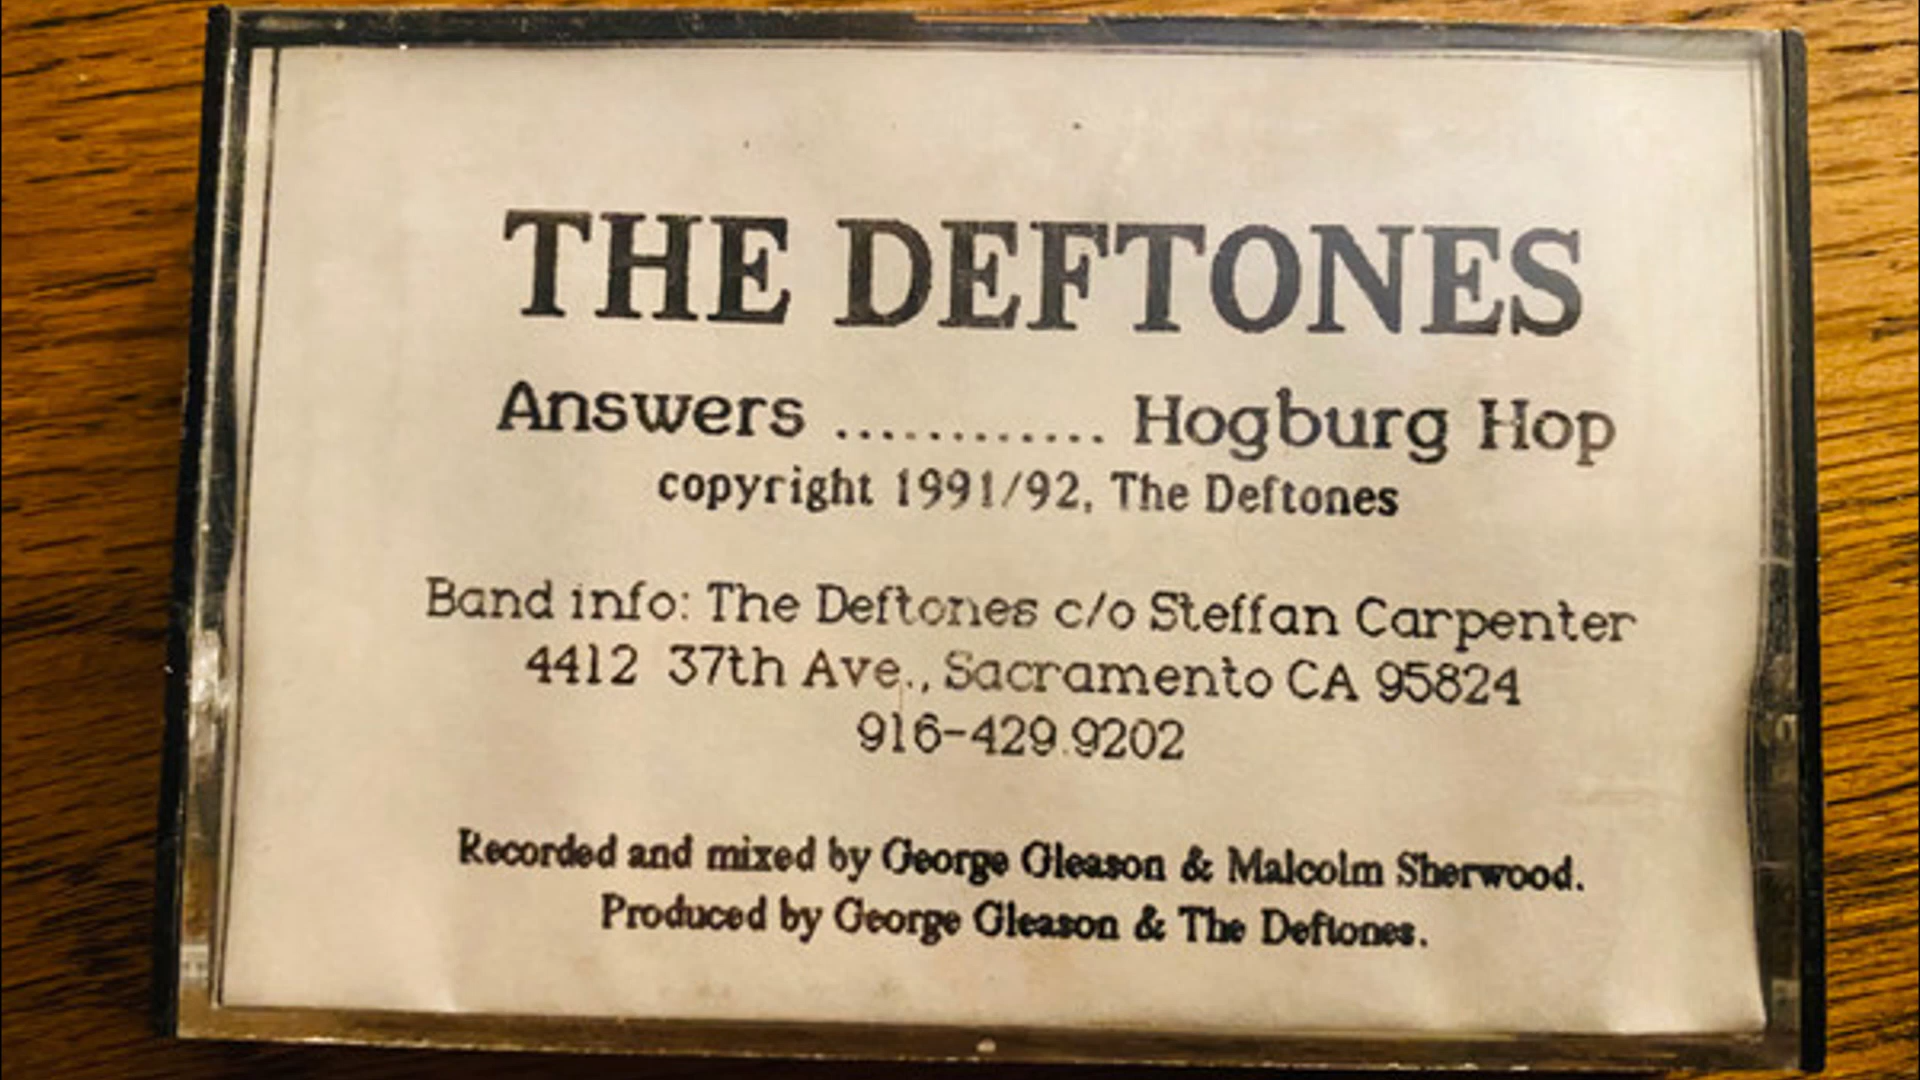 THE DEFTONES
Answers ............ Hogburg Hop
copyright 1991/92, The Deftones
Band info: The Deftones c/o Steffan Carpenter
4412 37th Ave., Sacramento CA 95824
916-429.9202
Recorded and mixed by George Gleason & Malcolm Sherwood.
Produced by George Gleason & The Deftones.